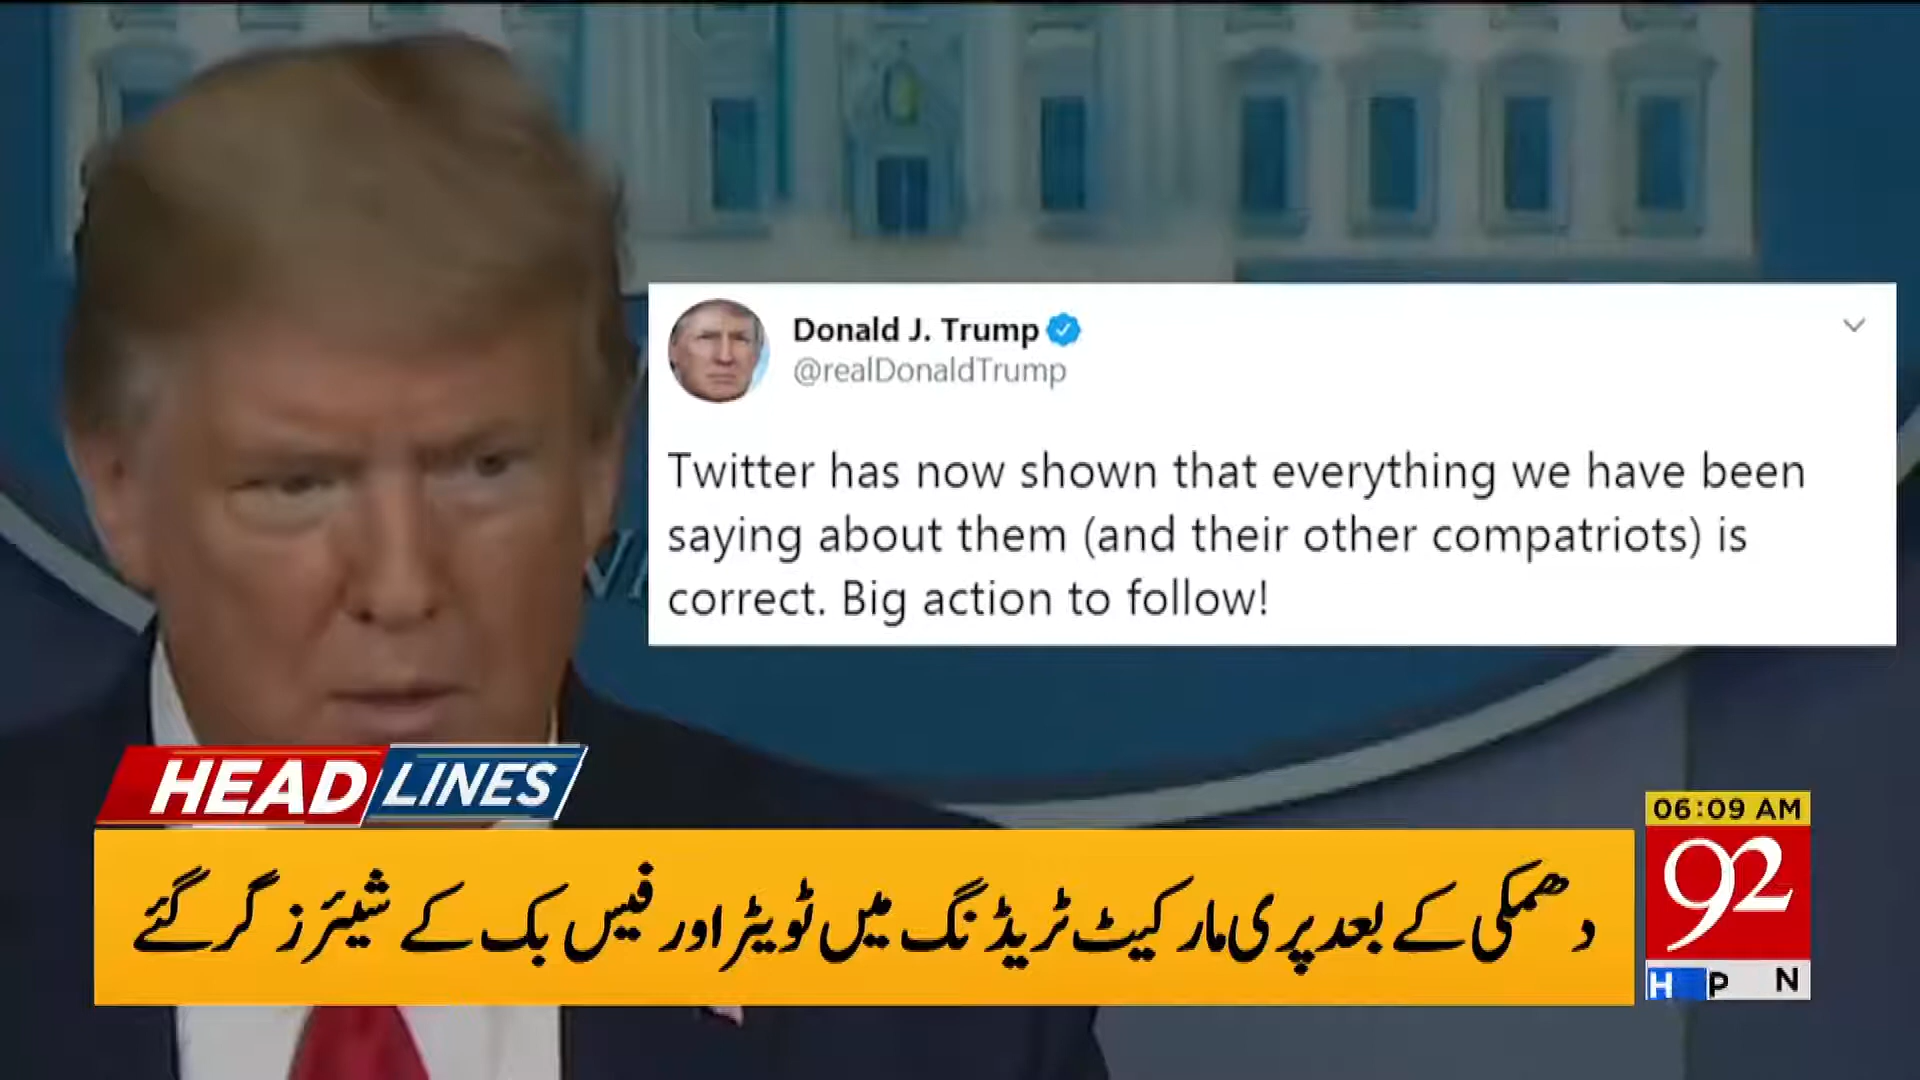 Donald J. Trump
@realDonaldTrump
Twitter has now shown that everything we have been
saying about them (and their other compatriots) is
correct. Big action to follow!
HEADLINES
06:09 AM
دھمکی کے بعد پری مارکیٹ ٹریڈنگ میں ٹویٹر اور فیس بک کے شیئرز گر گئے
92
H P N